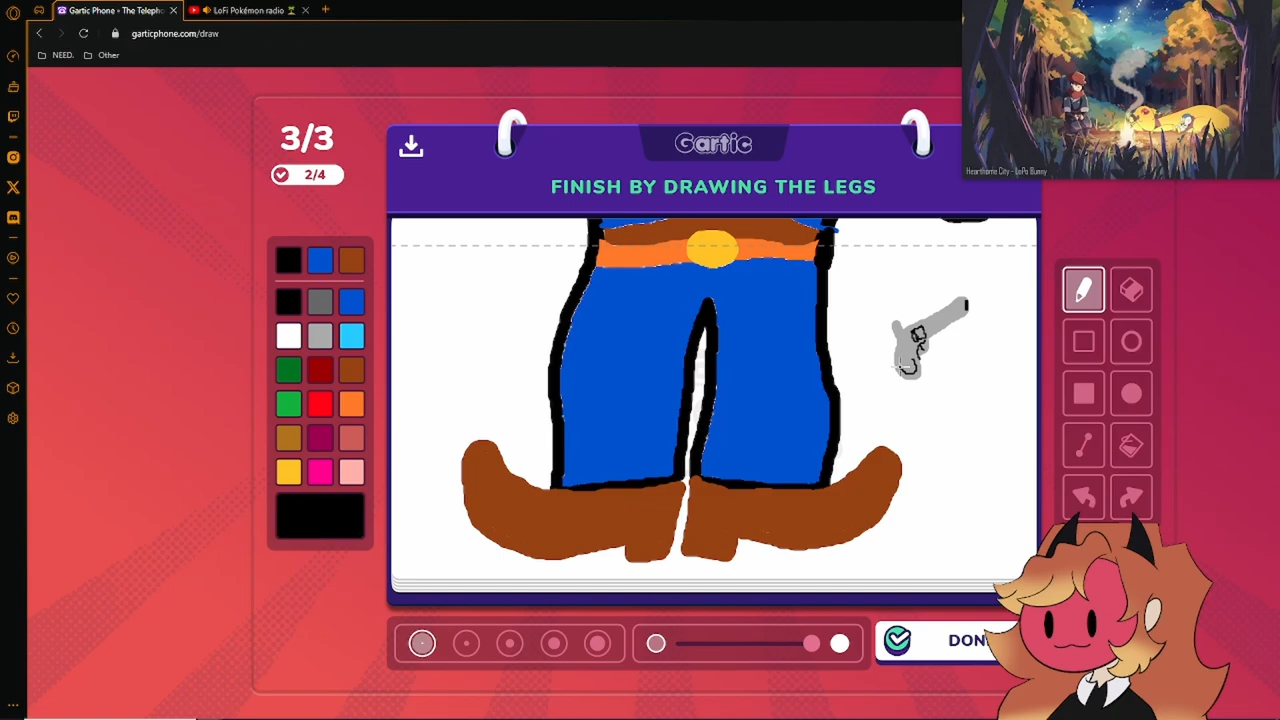 Gartic Phone - The Teleph
LoFi Pokémon radio
garticphone.com/draw
NEED.
Other
Hearthome City - LoPo Bunny
3/3
2/4
Gartic
FINISH BY DRAWING THE LEGS
DON